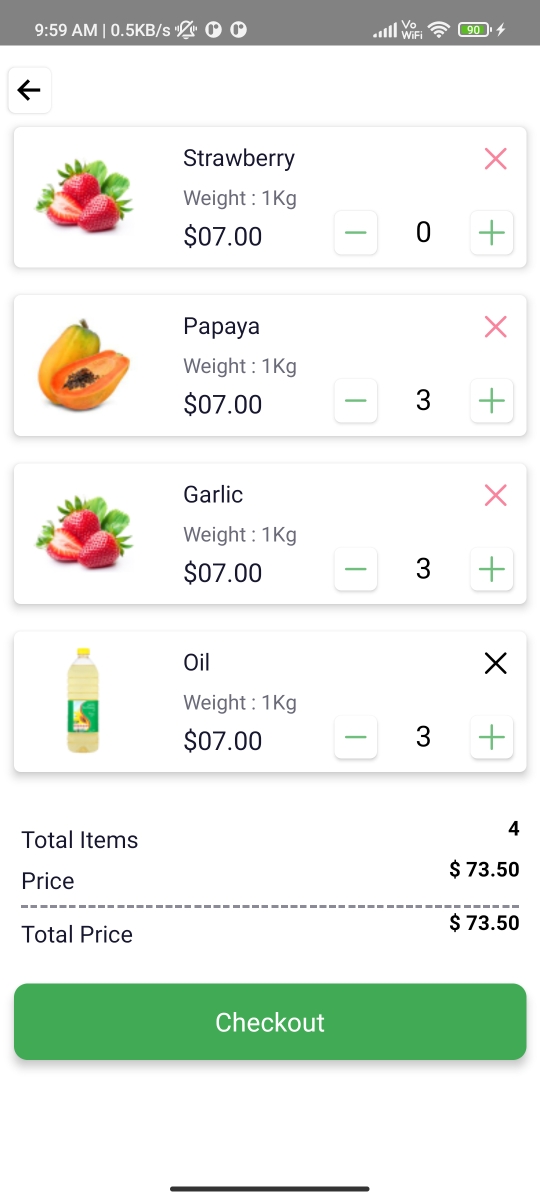 9:59 AM | 0.5KB/s Vo WiFi 90
Strawberry
Weight : 1Kg
$07.00 0
Papaya
Weight : 1Kg
$07.00 3
Garlic
Weight : 1Kg
$07.00 3
Oil
Weight : 1Kg
$07.00 3
Total Items 4
Price $ 73.50
Total Price $ 73.50
Checkout